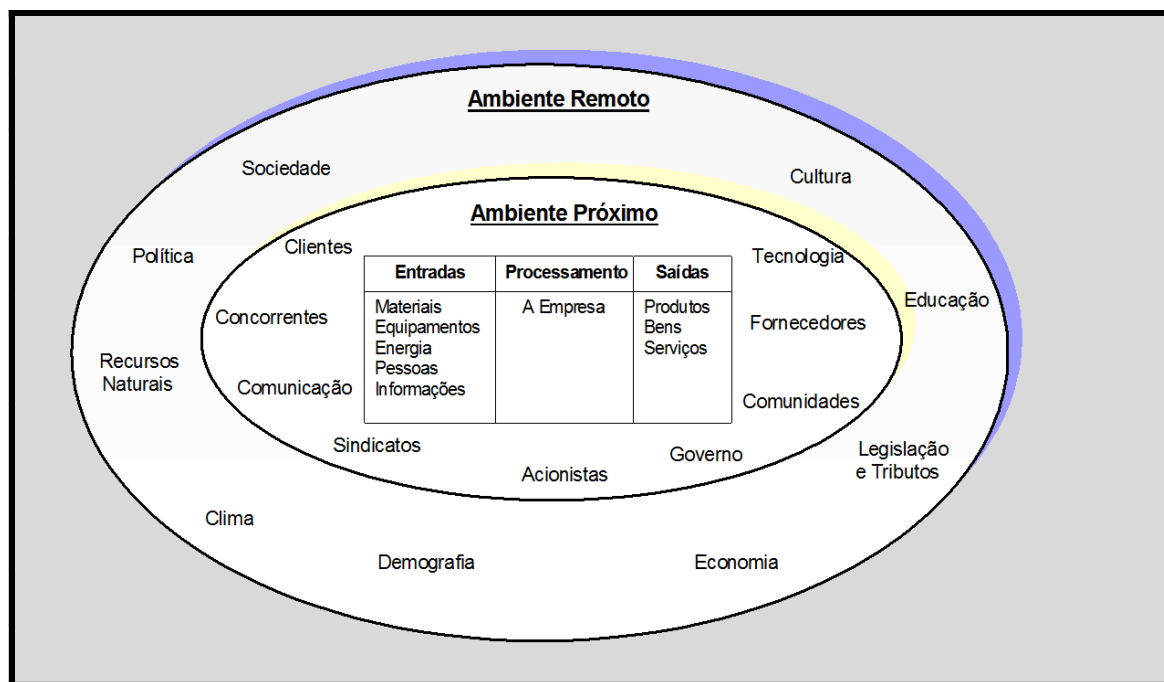 Ambiente Remoto
Sociedade
Cultura
Ambiente Próximo
Política
Clientes
Tecnologia
Entradas
Processamento
Saídas
Educação
Concorrentes
Materiais
Equipamentos
Energia
Pessoas
Informações
A Empresa
Produtos
Bens
Serviços
Fornecedores
Recursos
Naturais
Comunicação
Comunidades
Sindicatos
Acionistas
Governo
Legislação
e Tributos
Clima
Demografia
Economia